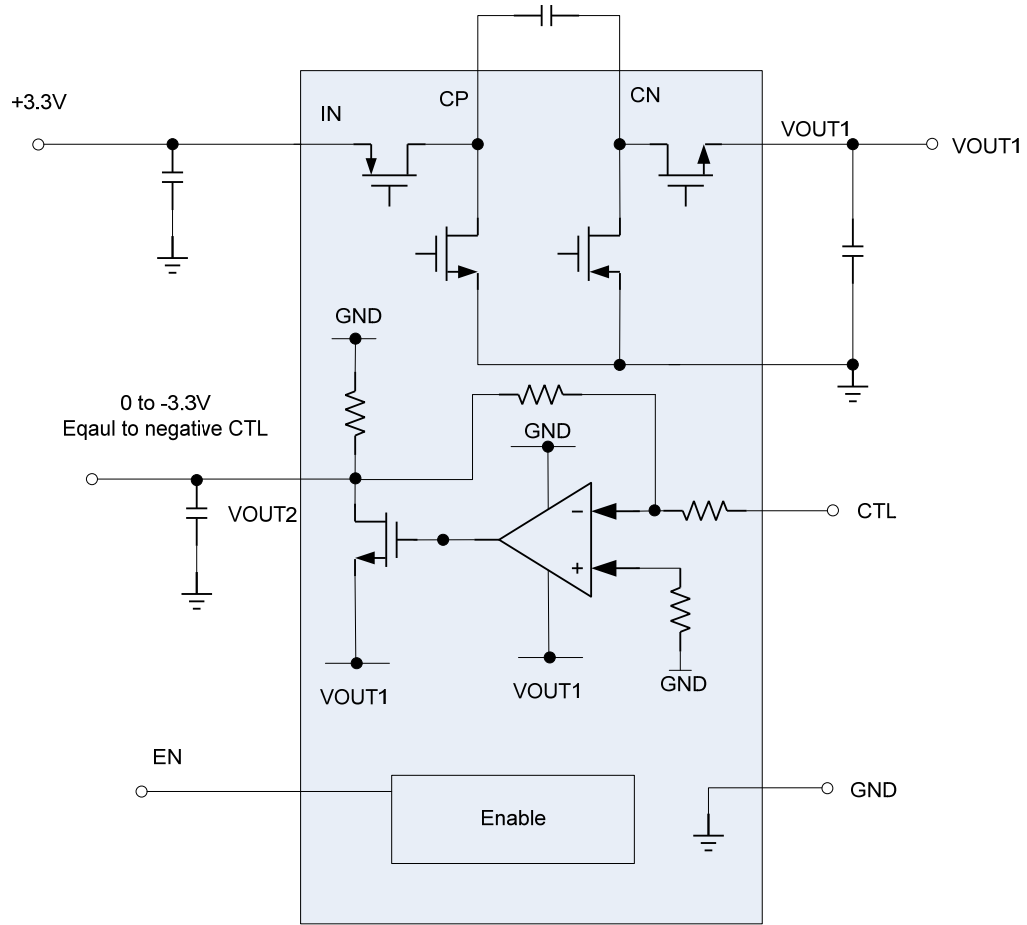 +3.3V
IN
CP
CN
VOUT1
VOUT1
GND
0 to -3.3V
Eqaul to negative CTL
GND
VOUT2
-
CTL
+
VOUT1
VOUT1
GND
EN
Enable
GND